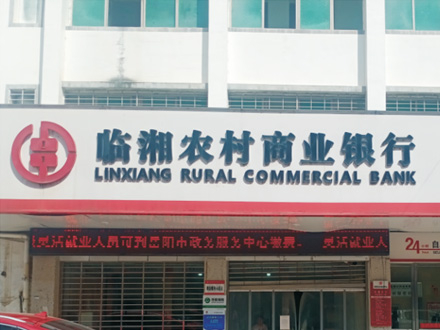 临湘农村商业银行
LINXIANG RURAL COMMERCIAL BANK
灵活就业人员可到岳阳市政务服务中心缴费. 灵活就业人
24 自